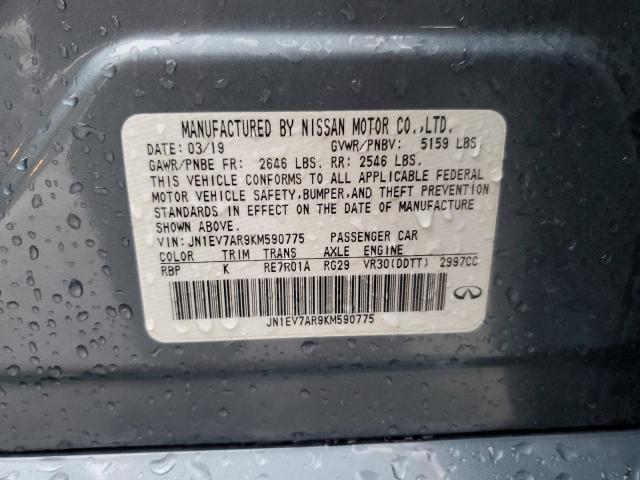 MANUFACTURED BY NISSAN MOTOR CO.,LTD.
DATE: 03/19 GVWR/PNBV: 5159 LBS
GAWR/PNBE FR: 2646 LBS. RR: 2546 LBS.
THIS VEHICLE CONFORMS TO ALL APPLICABLE FEDERAL
MOTOR VEHICLE SAFETY, BUMPER, AND THEFT PREVENTION
STANDARDS IN EFFECT ON THE DATE OF MANUFACTURE
SHOWN ABOVE.
VIN: JN1EV7AR9KM590775 PASSENGER CAR
COLOR TRIM TRANS AXLE ENGINE
RBP K RE7R01A RG29 VR30(DDTT) 2997CC
JN1EV7AR9KM590775